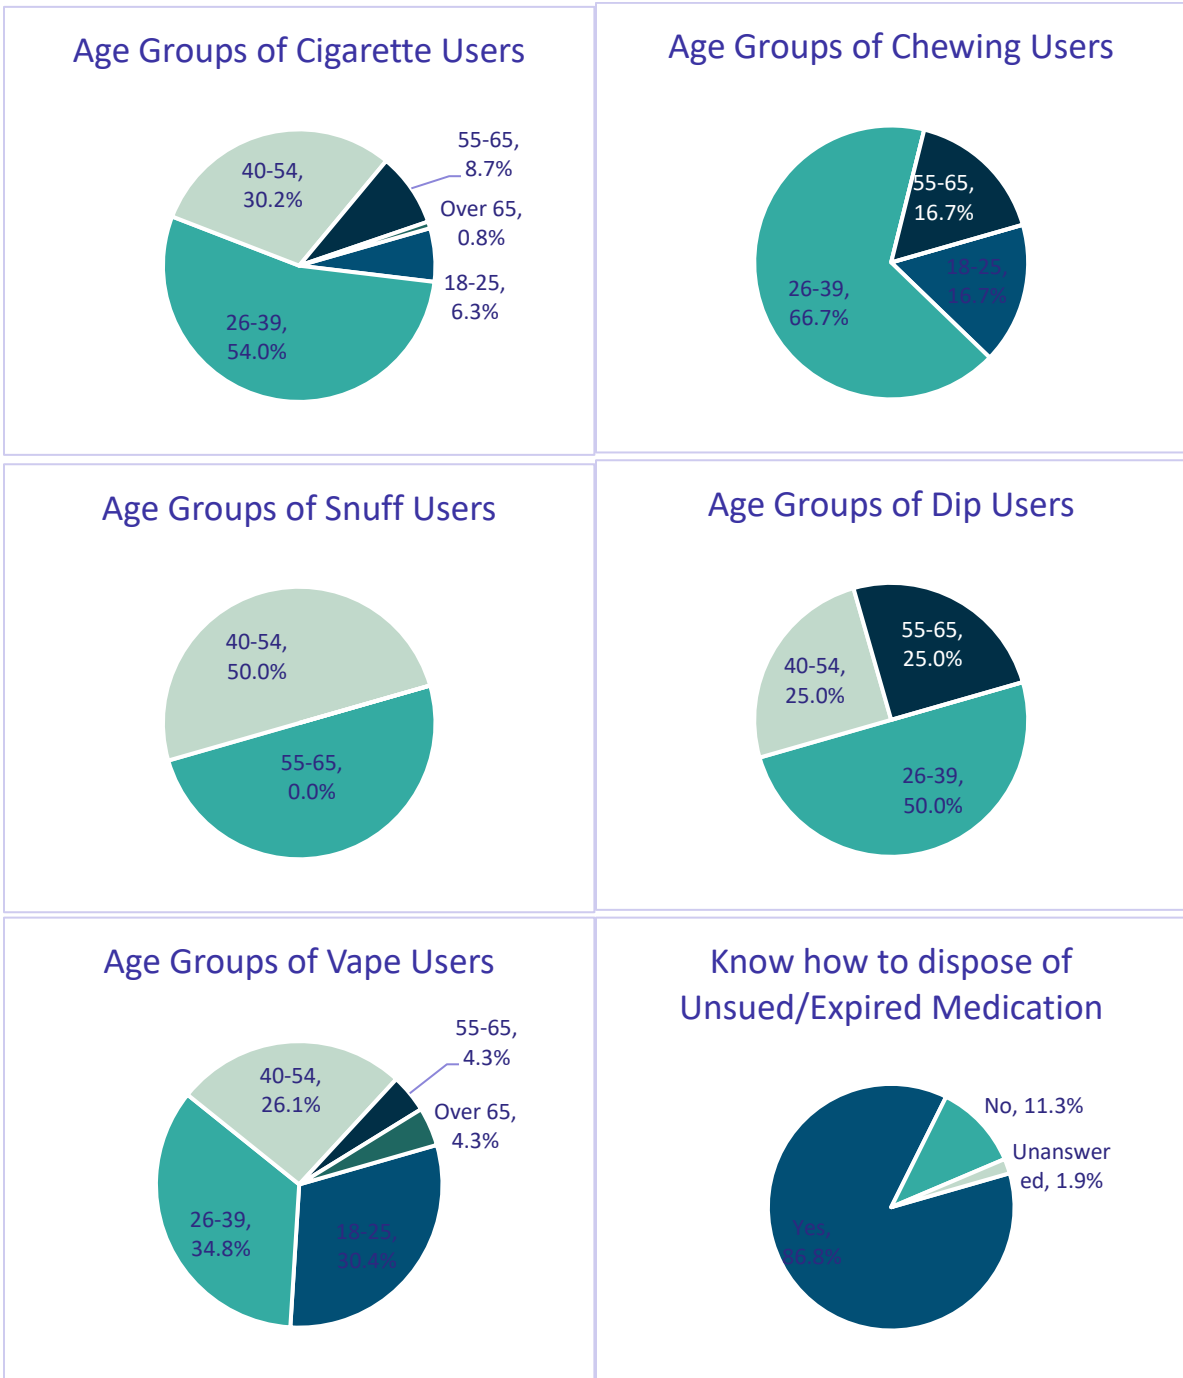 Age Groups of Cigarette Users
55-65,
8.7%
40-54,
30.2%
Over 65,
0.8%
18-25,
6.3%
26-39,
54.0%
Age Groups of Chewing Users
55-65,
16.7%
18-25,
16.7%
26-39,
66.7%
Age Groups of Snuff Users
40-54,
50.0%
55-65,
0.0%
Age Groups of Dip Users
55-65,
25.0%
40-54,
25.0%
26-39,
50.0%
Age Groups of Vape Users
55-65,
4.3%
40-54,
26.1%
Over 65,
4.3%
26-39,
34.8%
18-25,
30.4%
Know how to dispose of
Unsued/Expired Medication
No, 11.3%
Unanswer
ed, 1.9%
Yes,
86.8%